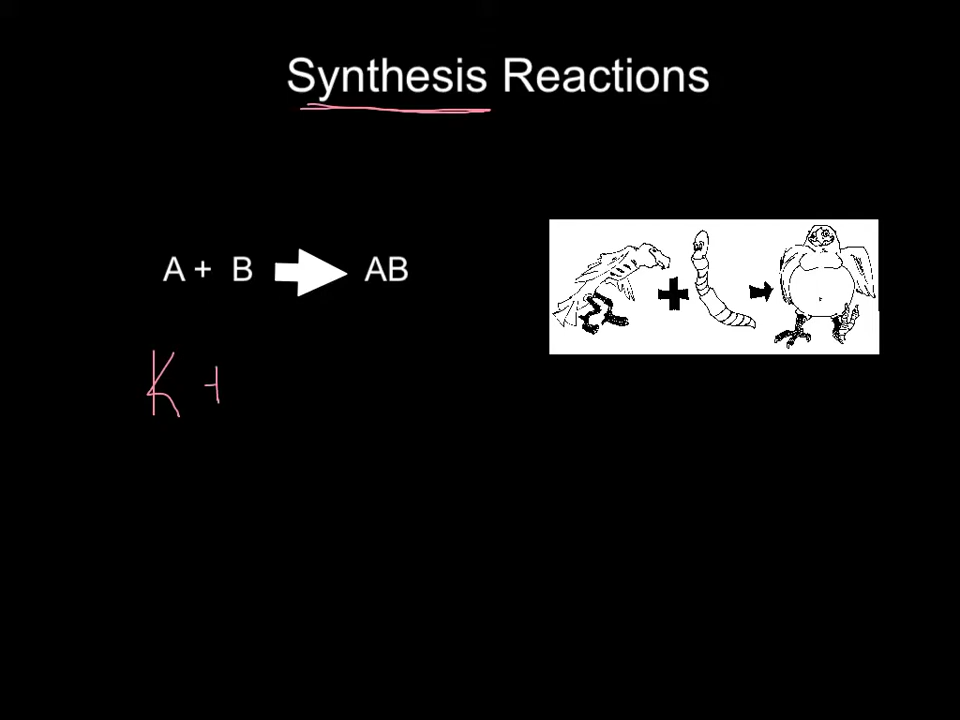 Synthesis Reactions
A + B ➡ AB
K +